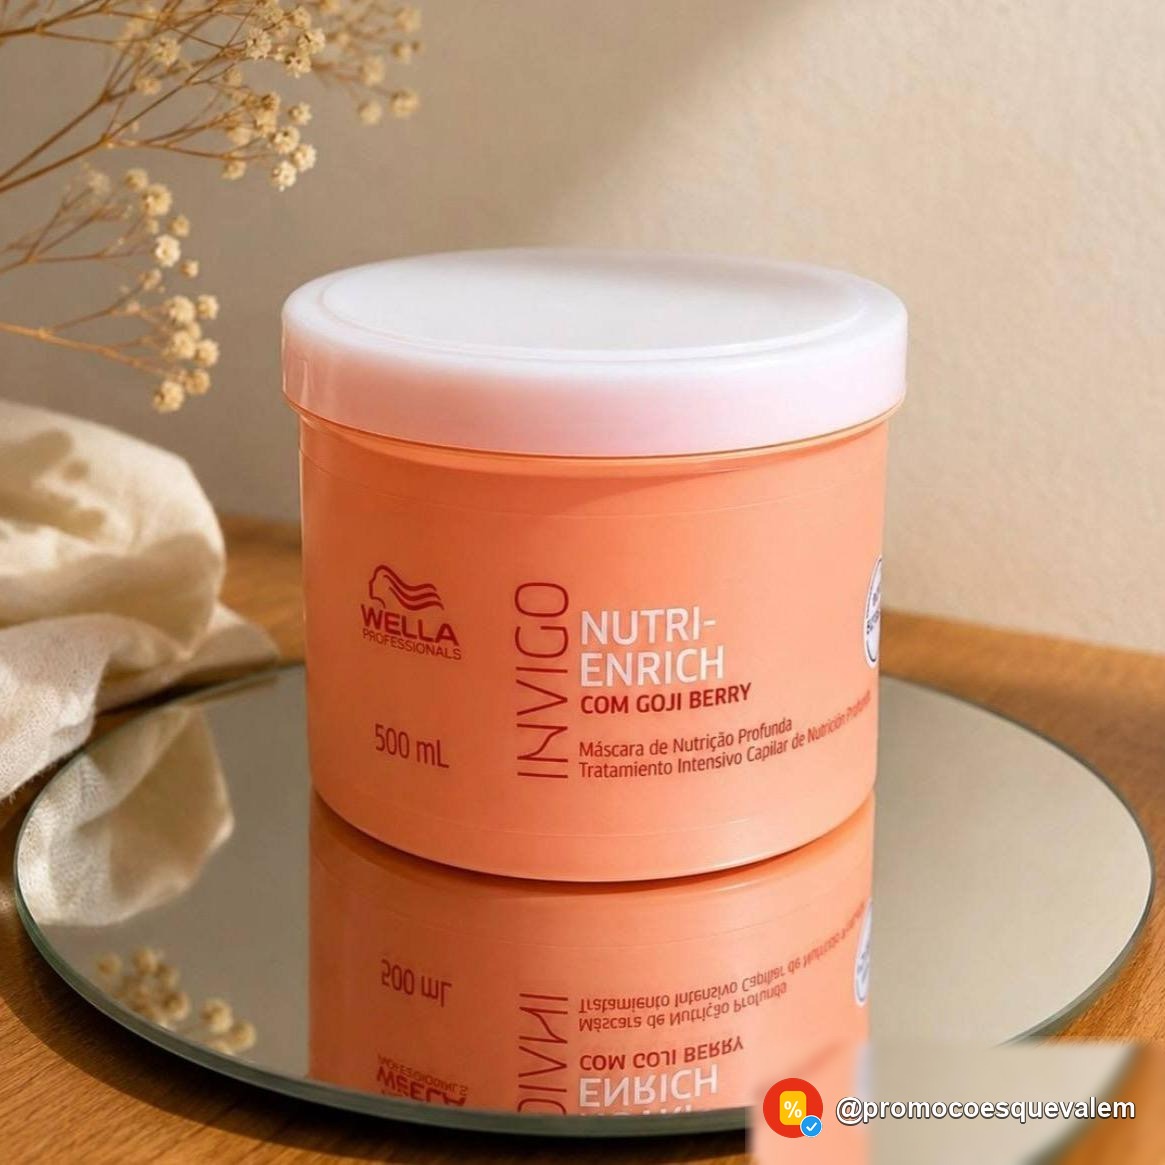 WELLA
PROFESSIONALS
500 mL
INVIGO
NUTRI-
ENRICH
COM GOJI BERRY
Máscara de Nutrição Profunda
Tratamiento Intensivo Capilar de Nutrición Profunda
@promocoesquevalem